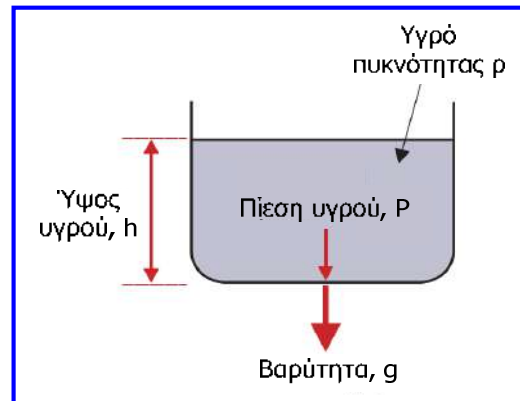 Υγρό
πυκνότητας ρ
Ύψος
υγρού, h
Πίεση υγρού, P
Βαρύτητα, g